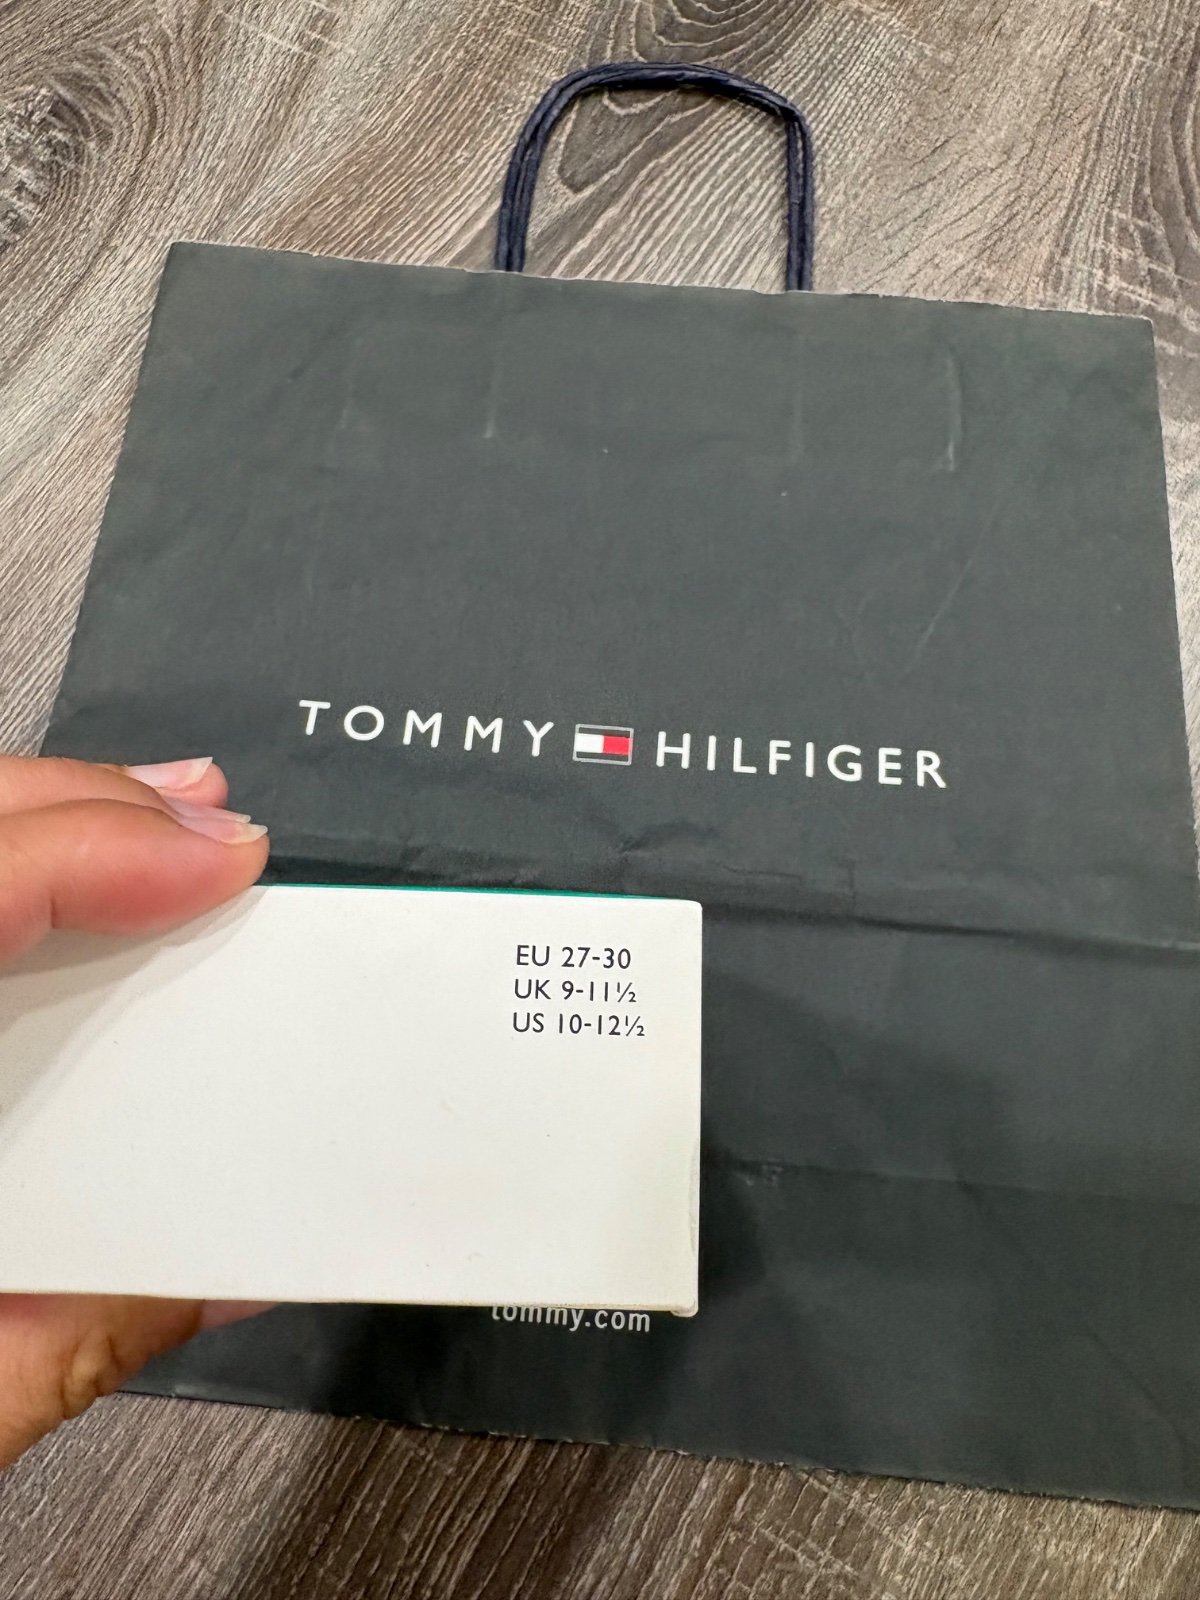 TOMMY HILFIGER
EU 27-30
UK 9-11½
US 10-12½
tommy.com